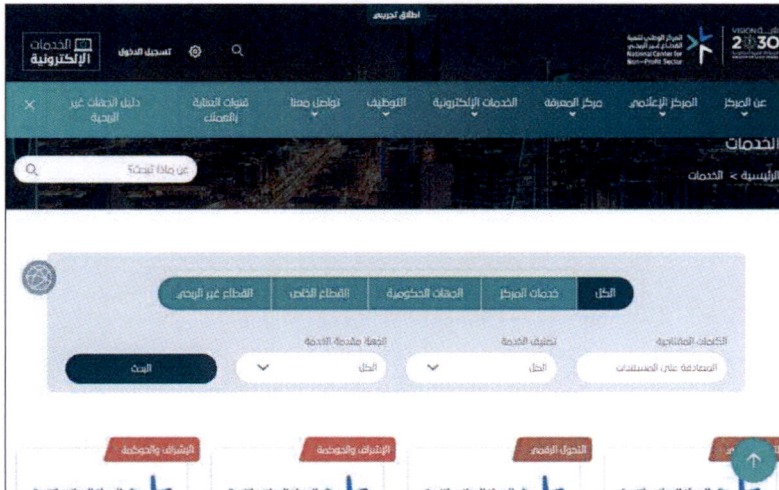 اطلاق تجريبي
المركز الوطني لتنمية
القطاع غير الربحي
National Center for
Non-Profit Sector
VISION رؤيـــة
2030
تسجيل الدخول
الخدمات
الإلكترونية
عن المركز
المركز الإعلامي
مركز المعرفة
الخدمات الإلكترونية
التوظيف
تواصل معنا
قنوات العناية
بالعملاء
دليل الجهات غير
الربحية
الخدمات
الرئيسية > الخدمات
عن ماذا تبحث؟
الكل
خدمات المركز
الجهات الحكومية
القطاع الخاص
القطاع غير الربحي
الكلمات المفتاحية
تصنيف الخدمة
الجهة مقدمة الخدمة
المصادقة على المستندات
الكل
الكل
البحث
التحول الرقمي
الإشراف والحوكمة
الإشراف والحوكمة